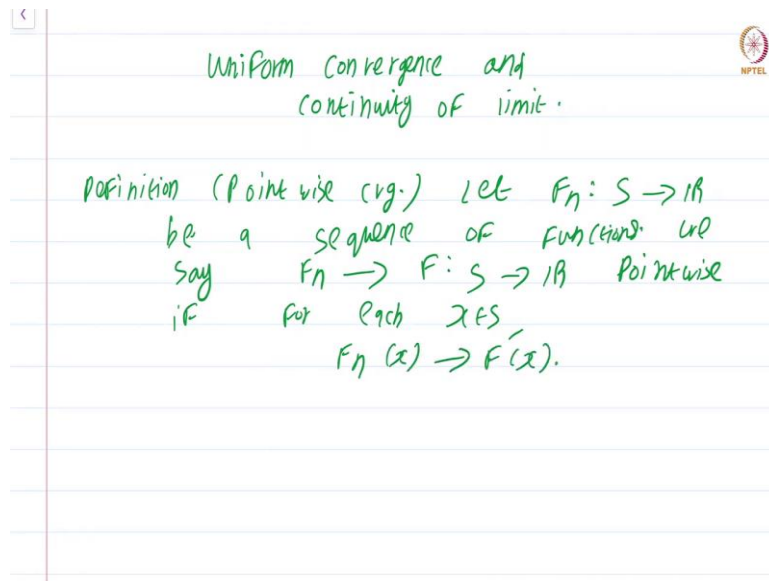 Uniform convergence and
continuity of limit.
NPTEL
Definition (Pointwise cvg.) Let Fn : S → ℝ
be a sequence of functions. we
say Fn → F : S → ℝ Pointwise
if for each x∈S
Fn (x) → F(x).